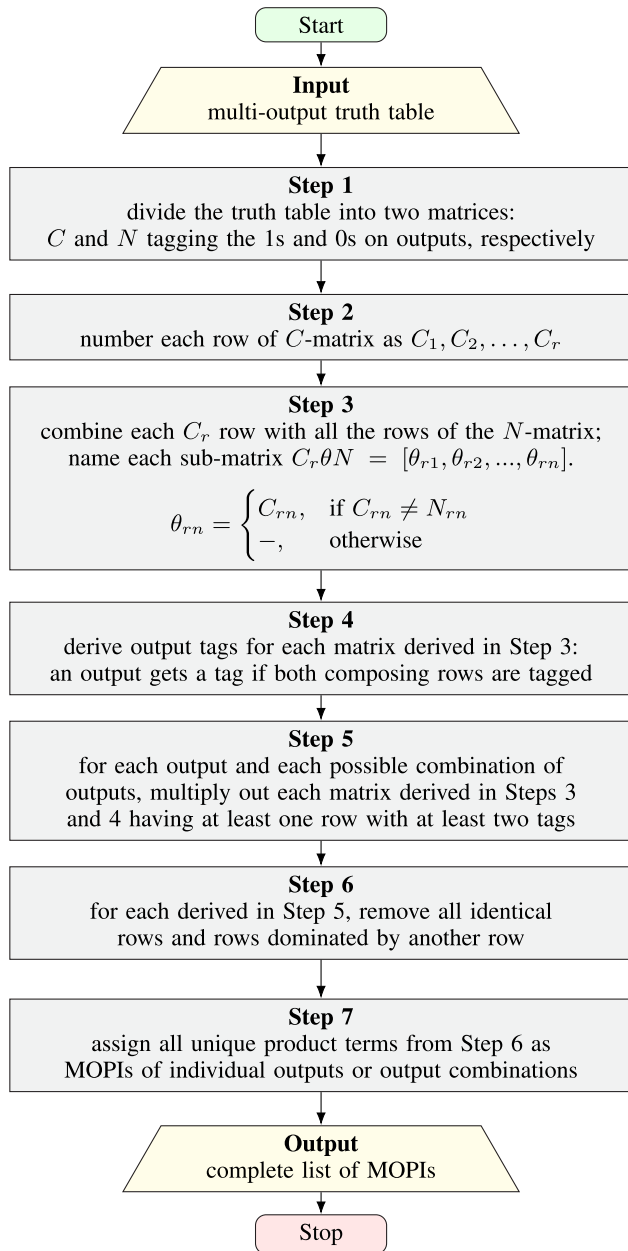 Start
Input
multi-output truth table
Step 1
divide the truth table into two matrices:
C and N tagging the 1s and 0s on outputs, respectively
Step 2
number each row of C-matrix as C₁, C₂, . . . , Cᵣ
Step 3
combine each Cᵣ row with all the rows of the N-matrix;
name each sub-matrix CᵣθN = [θᵣ₁, θᵣ₂, ..., θᵣₙ].
θᵣₙ = { Cᵣₙ, if Cᵣₙ ≠ Nᵣₙ
−, otherwise
Step 4
derive output tags for each matrix derived in Step 3:
an output gets a tag if both composing rows are tagged
Step 5
for each output and each possible combination of
outputs, multiply out each matrix derived in Steps 3
and 4 having at least one row with at least two tags
Step 6
for each derived in Step 5, remove all identical
rows and rows dominated by another row
Step 7
assign all unique product terms from Step 6 as
MOPIs of individual outputs or output combinations
Output
complete list of MOPIs
Stop